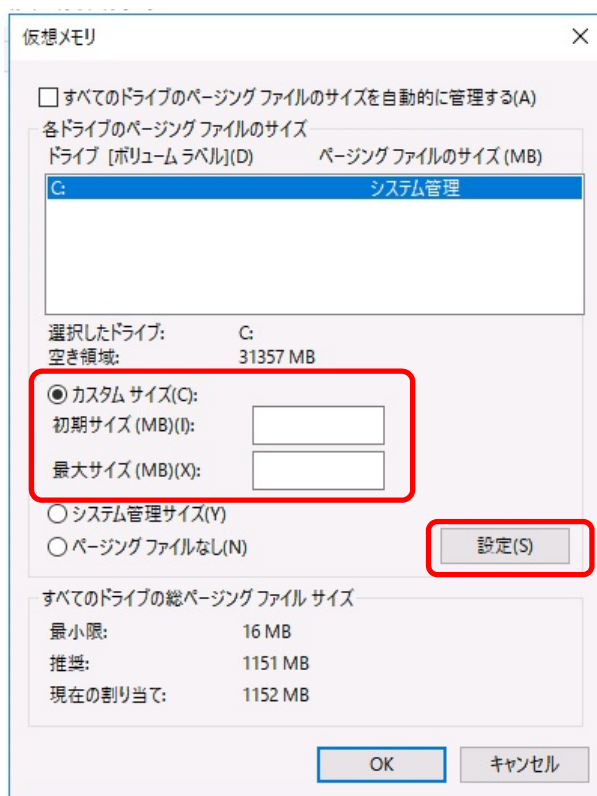 仮想メモリ
すべてのドライブのページング ファイルのサイズを自動的に管理する(A)
各ドライブのページング ファイルのサイズ
ドライブ [ボリューム ラベル](D) ページング ファイルのサイズ (MB)
C: システム管理
選択したドライブ: C:
空き領域: 31357 MB
カスタム サイズ(C):
初期サイズ (MB)(I):
最大サイズ (MB)(X):
システム管理サイズ(Y)
ページング ファイルなし(N) 設定(S)
すべてのドライブの総ページング ファイル サイズ
最小限: 16 MB
推奨: 1151 MB
現在の割り当て: 1152 MB
OK キャンセル